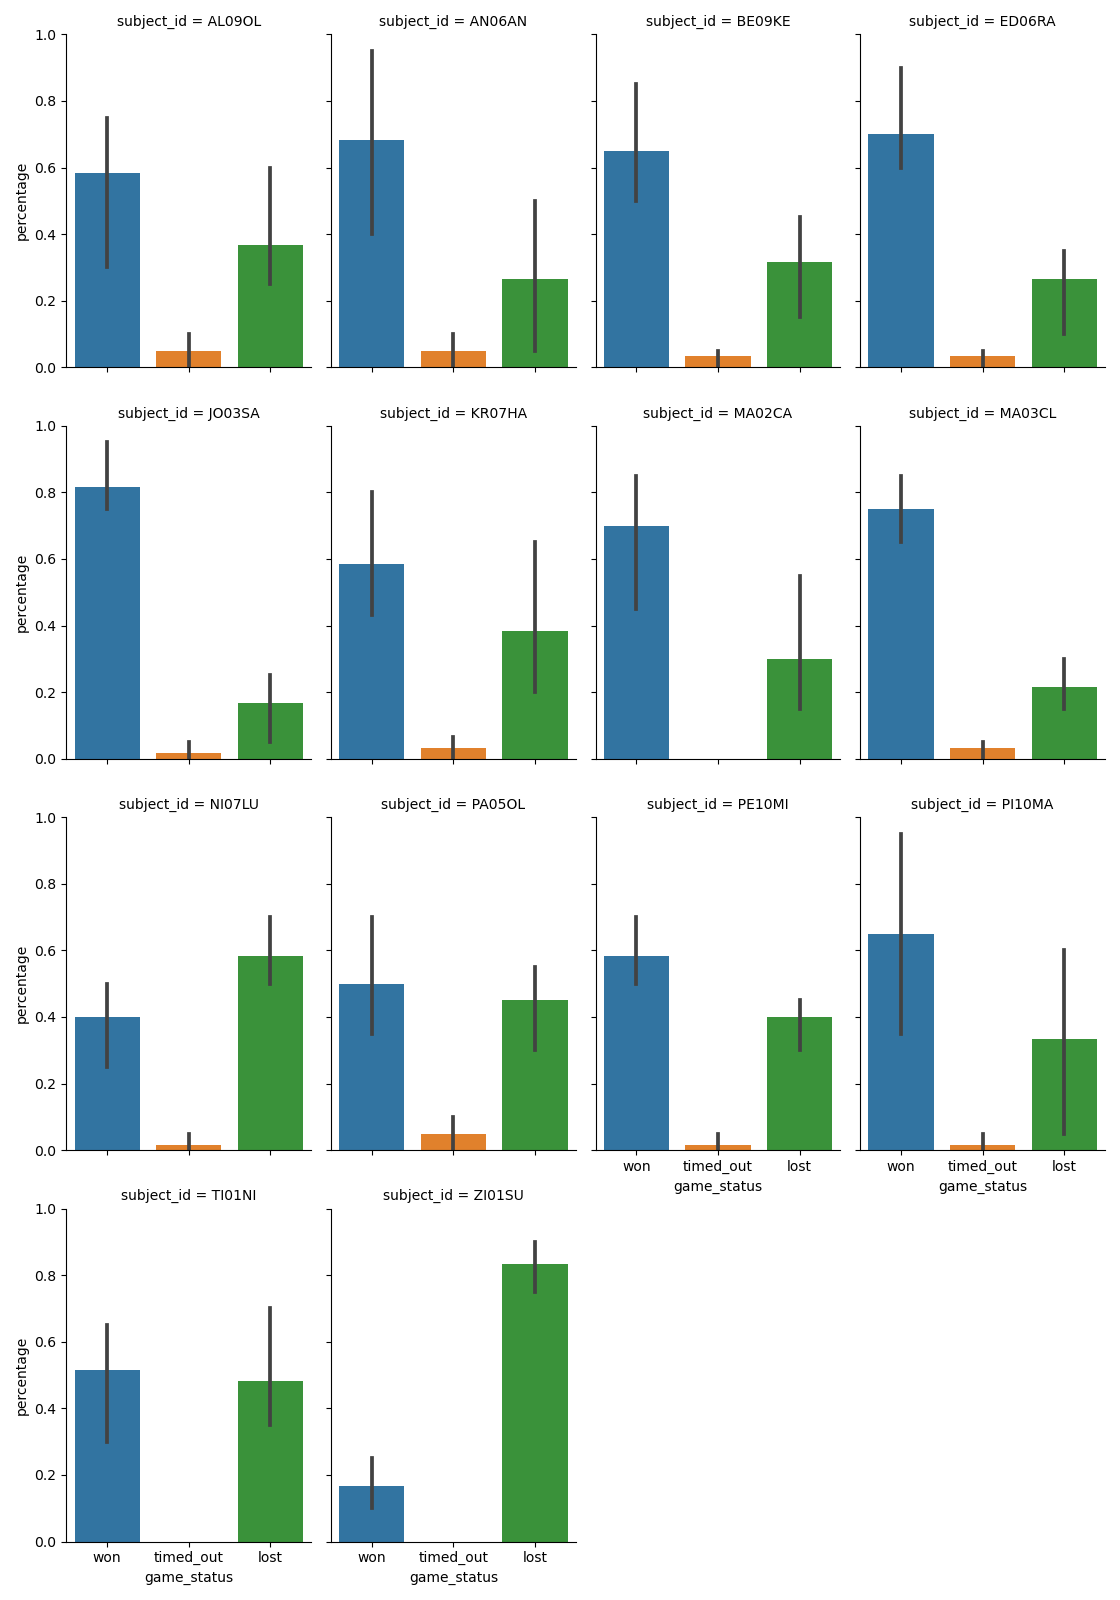 subject_id = AL09OL
subject_id = AN06AN
subject_id = BE09KE
subject_id = ED06RA
1.0
0.8
0.6
0.4
0.2
0.0
percentage
subject_id = JO03SA
subject_id = KR07HA
subject_id = MA02CA
subject_id = MA03CL
1.0
0.8
0.6
0.4
0.2
0.0
percentage
subject_id = NI07LU
subject_id = PA05OL
subject_id = PE10MI
subject_id = PI10MA
1.0
0.8
0.6
0.4
0.2
0.0
percentage
won timed_out lost
game_status
won timed_out lost
game_status
subject_id = TI01NI
subject_id = ZI01SU
1.0
0.8
0.6
0.4
0.2
0.0
percentage
won timed_out lost
game_status
won timed_out lost
game_status